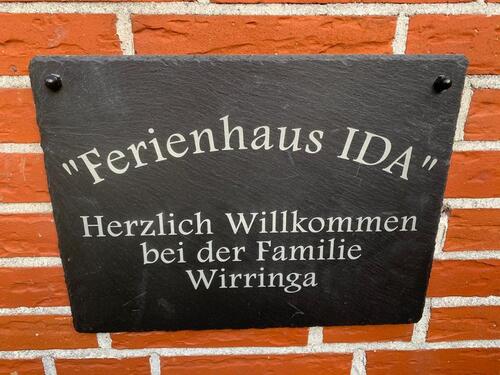 "Ferienhaus IDA"
Herzlich Willkommen
bei der Familie
Wirringa